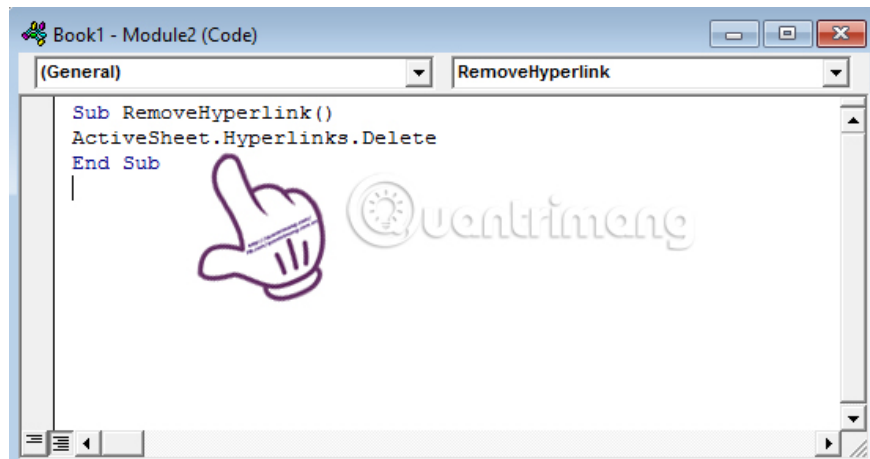 Book1 - Module2 (Code)
(General)
RemoveHyperlink
Sub RemoveHyperlink()
ActiveSheet.Hyperlinks.Delete
End Sub
Quantrimang